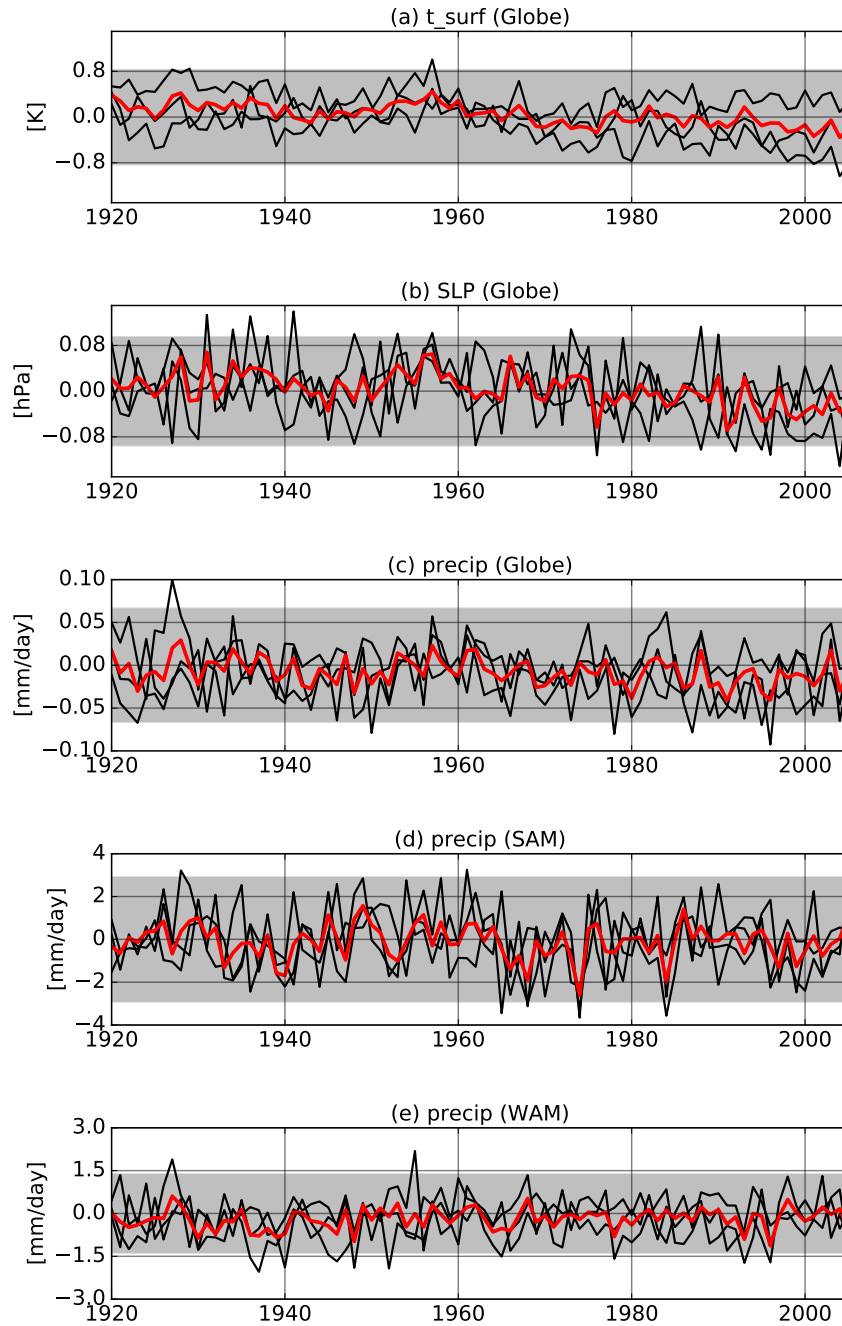 (a) t_surf (Globe)
[K]
0.8
0.0
−0.8
1920 1940 1960 1980 2000
(b) SLP (Globe)
[hPa]
0.08
0.00
−0.08
1920 1940 1960 1980 2000
(c) precip (Globe)
[mm/day]
0.10
0.05
0.00
−0.05
−0.10
1920 1940 1960 1980 2000
(d) precip (SAM)
[mm/day]
4
2
0
−2
−4
1920 1940 1960 1980 2000
(e) precip (WAM)
[mm/day]
3.0
1.5
0.0
−1.5
−3.0
1920 1940 1960 1980 2000